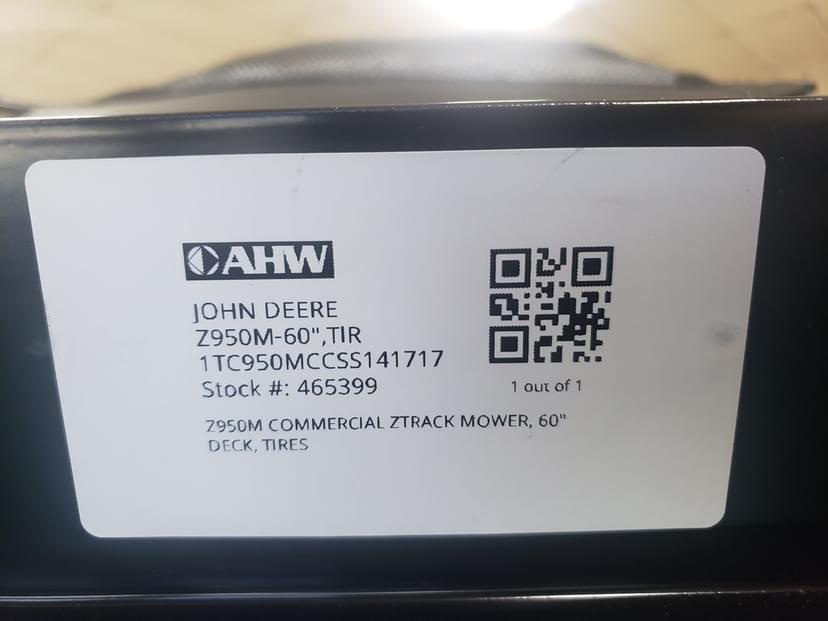 AHW
JOHN DEERE
Z950M-60",TIR
1TC950MCCSS141717
Stock #: 465399
1 out of 1
Z950M COMMERCIAL ZTRACK MOWER, 60"
DECK, TIRES